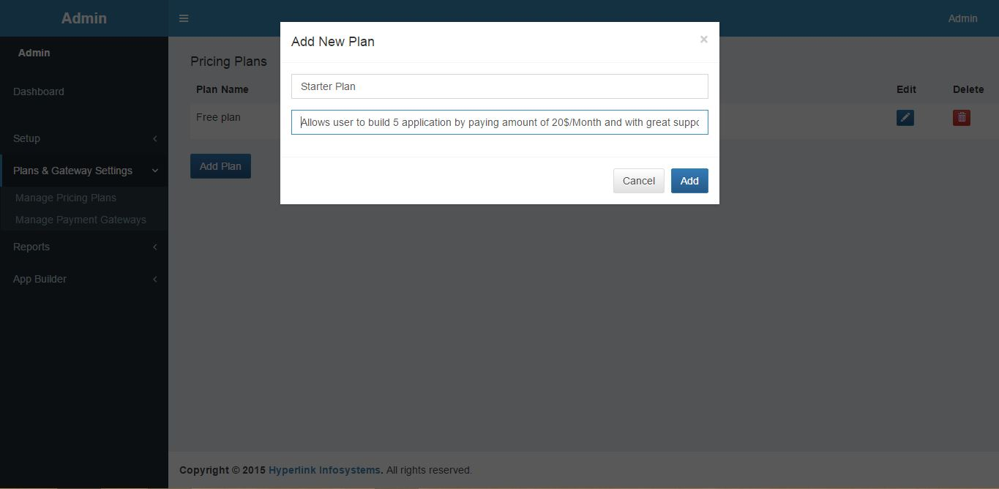 Admin
Admin
Add New Plan
×
Admin
Pricing Plans
Starter Plan
Plan Name
Edit
Delete
Dashboard
Free plan
Allows user to build 5 application by paying amount of 20$/Month and with great
Setup
Add Plan
Plans & Gateway Settings
Cancel
Add
Manage Pricing Plans
Manage Payment Gateways
Reports
App Builder
Copyright © 2015 Hyperlink Infosystems. All rights reserved.